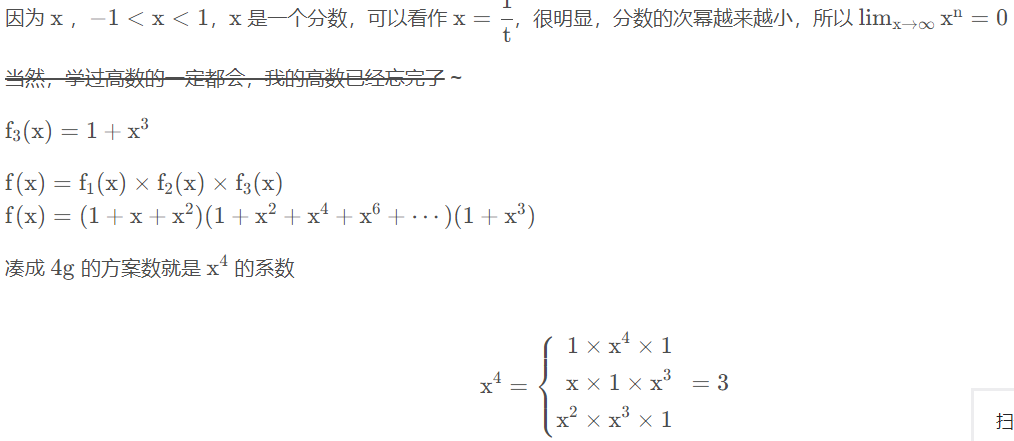 因为 x ，−1 < x < 1，x 是一个分数，可以看作 x = 1/t，很明显，分数的次幂越来越小，所以 lim_{x→∞} x^n = 0
当然，学过高数的一定都会，我的高数已经忘完了 ~
f_3(x) = 1 + x^3
f(x) = f_1(x) × f_2(x) × f_3(x)
f(x) = (1 + x + x^2)(1 + x^2 + x^4 + x^6 + ⋯)(1 + x^3)
凑成 4g 的方案数就是 x^4 的系数
1 × x^4 × 1
x^4 = { x × 1 × x^3 = 3
x^2 × x^3 × 1
扫